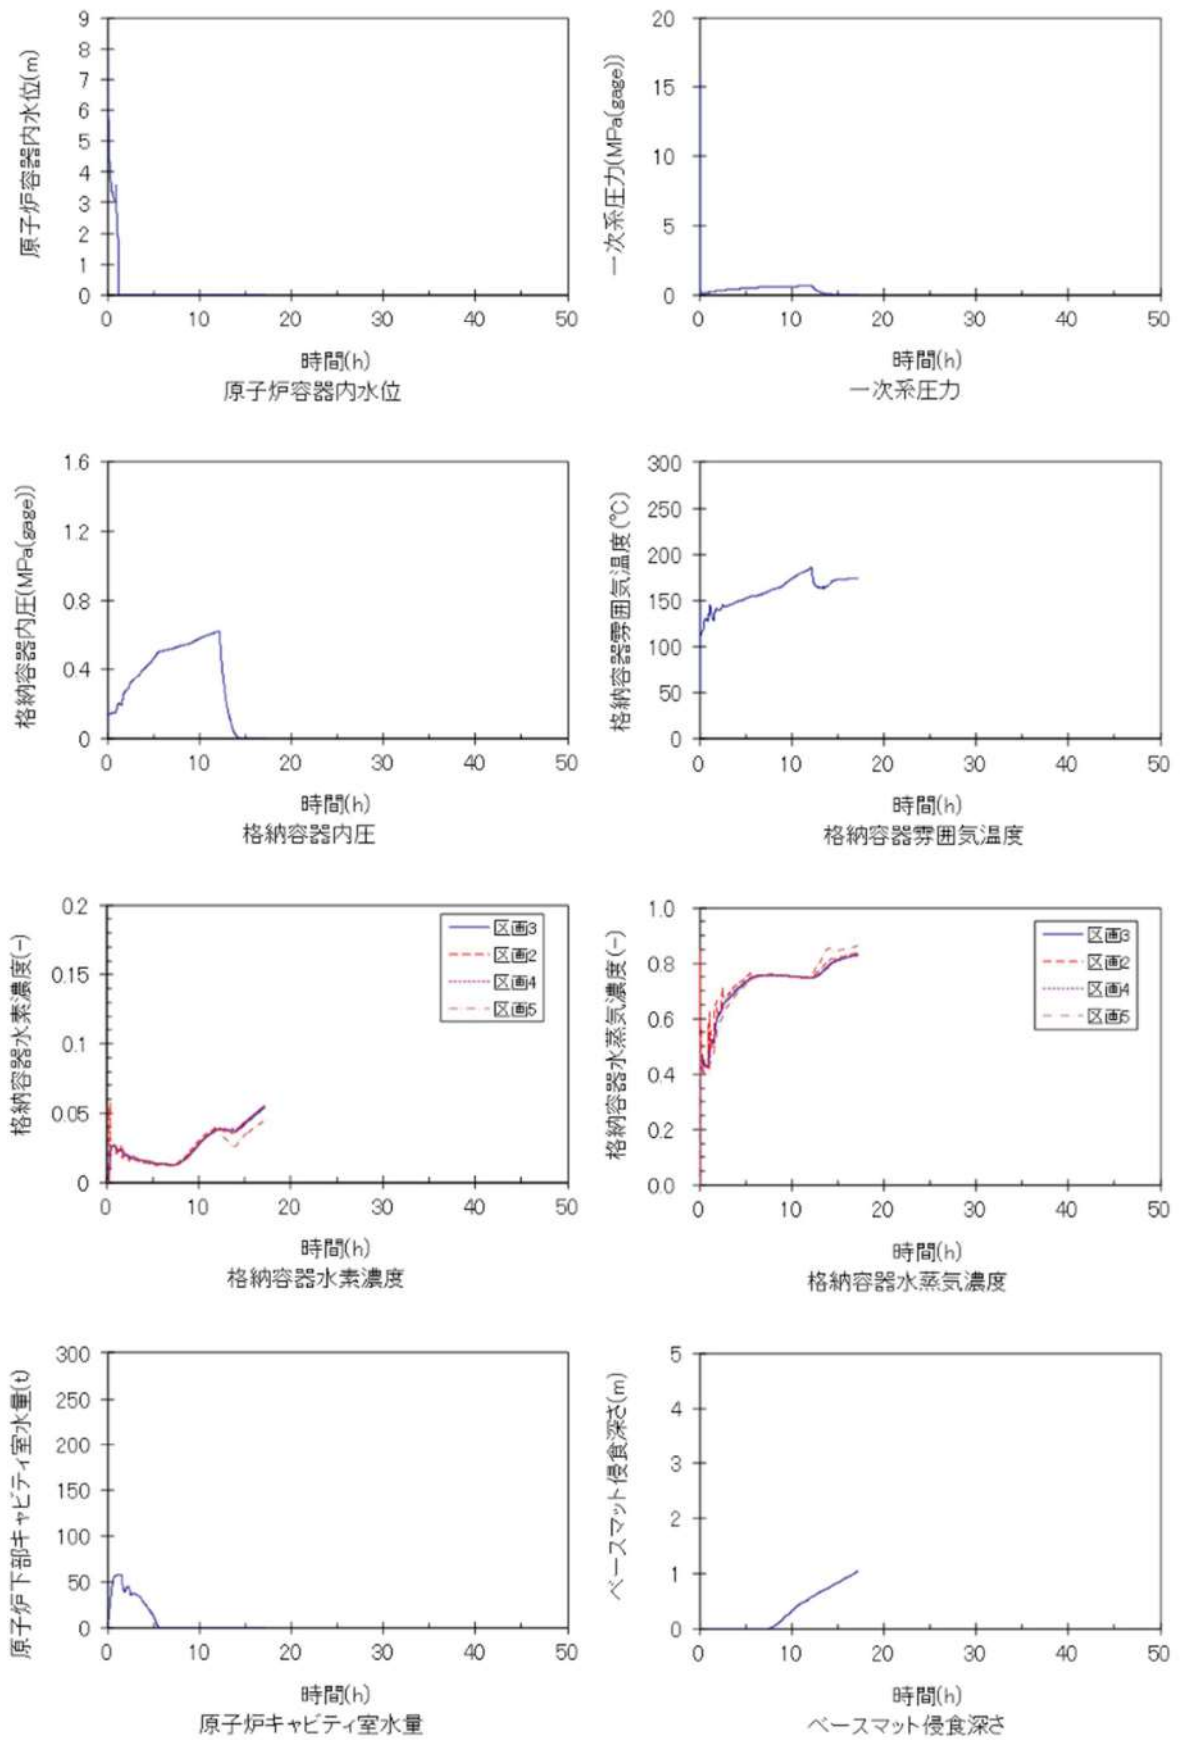 原子炉容器内水位(m)
9
8
7
6
5
4
3
2
1
0
0 10 20 30 40 50
時間(h)
原子炉容器内水位
一次系圧力(MPa(gage))
20
15
10
5
0
0 10 20 30 40 50
時間(h)
一次系圧力
格納容器内圧(MPa(gage))
1.6
1.2
0.8
0.4
0
0 10 20 30 40 50
時間(h)
格納容器内圧
格納容器雰囲気温度(℃)
300
250
200
150
100
50
0
0 10 20 30 40 50
時間(h)
格納容器雰囲気温度
格納容器水素濃度(-)
0.2
0.15
0.1
0.05
0
区画3
区画2
区画4
区画5
0 10 20 30 40 50
時間(h)
格納容器水素濃度
格納容器水蒸気濃度(-)
1.0
0.8
0.6
0.4
0.2
0.0
区画3
区画2
区画4
区画5
0 10 20 30 40 50
時間(h)
格納容器水蒸気濃度
原子炉下部キャビティ室水量(t)
300
250
200
150
100
50
0
0 10 20 30 40 50
時間(h)
原子炉キャビティ室水量
ベースマット侵食深さ(m)
5
4
3
2
1
0
0 10 20 30 40 50
時間(h)
ベースマット侵食深さ